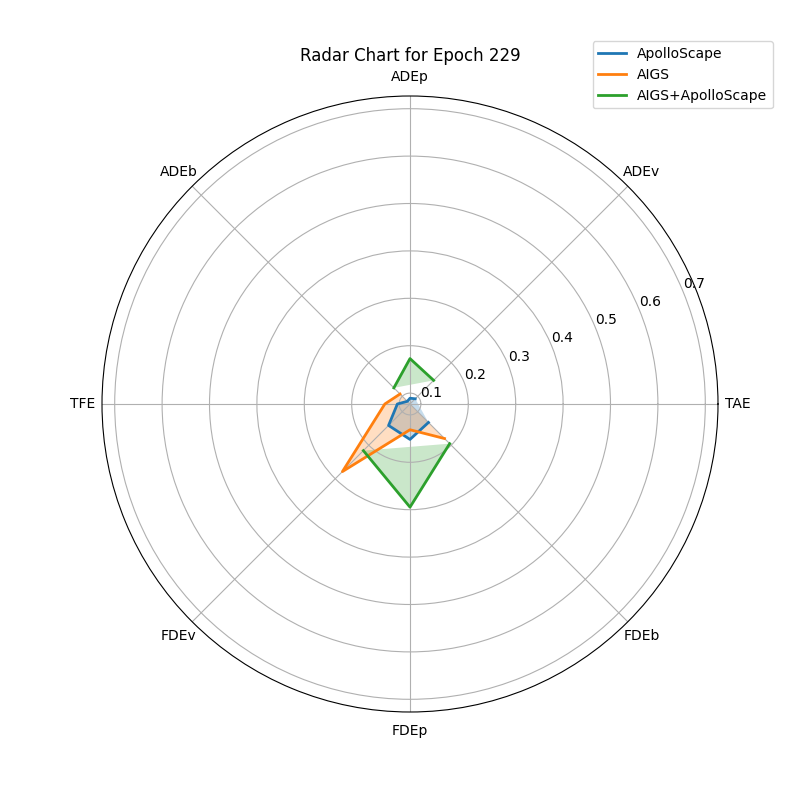 Radar Chart for Epoch 229
ApolloScape
AIGS
AIGS+ApolloScape
ADEp
ADEb
ADEv
0.7
0.6
0.5
0.4
0.3
0.2
0.1
TFE
TAE
FDEv
FDEb
FDEp